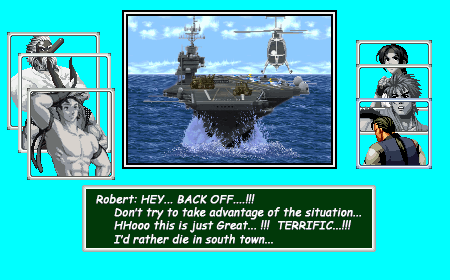 Robert: HEY... BACK OFF....!!!
Don't try to take advantage of the situation...
HHooo this is just Great... !!! TERRIFIC...!!!
I'd rather die in south town...